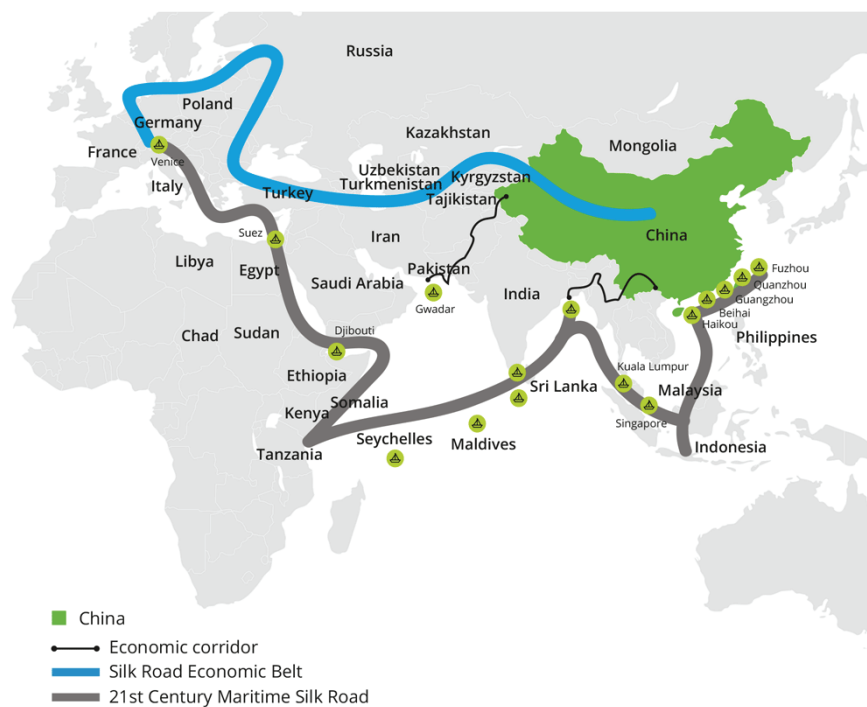 Russia
Poland
Germany
Kazakhstan
Mongolia
France
Venice
Uzbekistan
Kyrgyzstan
Italy
Turkey
Turkmenistan
Tajikistan
China
Suez
Iran
Libya
Egypt
Saudi Arabia
Pakistan
Fuzhou
Quanzhou
India
Gwadar
Guangzhou
Beihai
Haikou
Chad
Sudan
Djibouti
Philippines
Ethiopia
Kuala Lumpur
Sri Lanka
Malaysia
Somalia
Kenya
Singapore
Seychelles
Maldives
Tanzania
Indonesia
China
Economic corridor
Silk Road Economic Belt
21st Century Maritime Silk Road